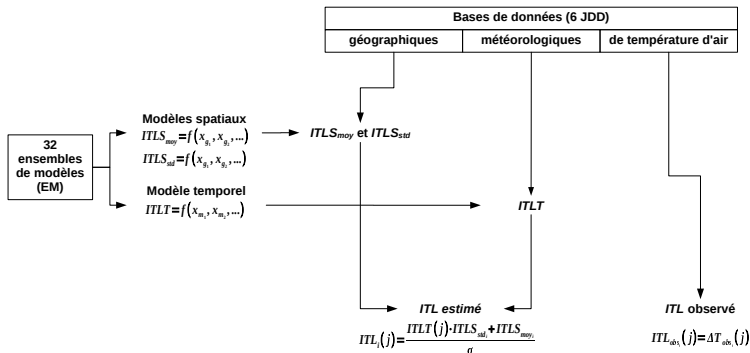 Bases de données (6 JDD)
géographiques
météorologiques
de température d'air
Modèles spatiaux
ITLS_moy=f(x_g1, x_g2,...)
ITLS_std=f(x_g1, x_g2,...)
ITLS_moy et ITLS_std
32
ensembles
de modèles
(EM)
Modèle temporel
ITLT=f(x_m1, x_m2,...)
ITLT
ITL estimé
ITL_i(j)=
ITLT(j)·ITLS_std_i+ITLS_moy_i
ITL observé
ITL_obs_i(j)=ΔT_obs_i(j)